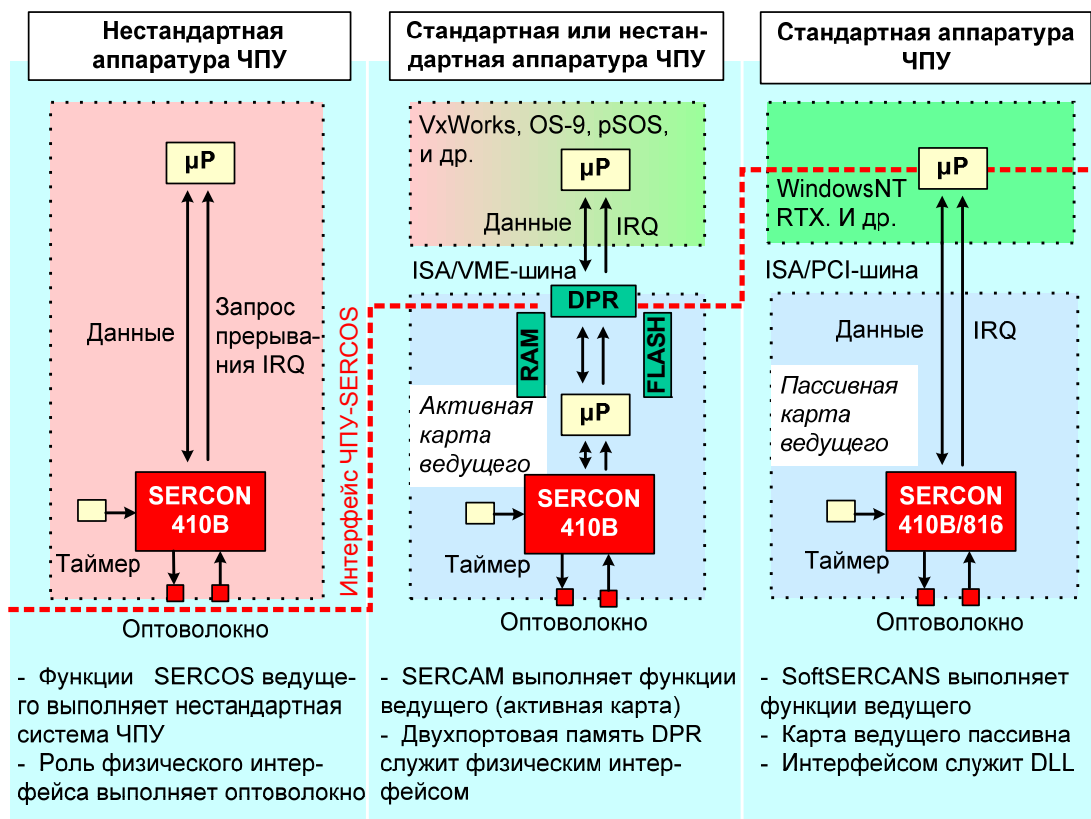 Нестандартная
аппаратура ЧПУ
µP
Данные
Запрос
прерыва-
ния IRQ
SERCON
410B
Таймер
Оптоволокно
- Функции SERCOS ведуще-
го выполняет нестандартная
система ЧПУ
- Роль физического интер-
фейса выполняет оптоволокно
Интерфейс ЧПУ-SERCOS
Стандартная или нестан-
дартная аппаратура ЧПУ
VxWorks, OS-9, pSOS,
и др.
µP
Данные
IRQ
ISA/VME-шина
DPR
RAM
FLASH
Активная
карта
ведущего
µP
SERCON
410B
Таймер
Оптоволокно
- SERCAM выполняет функции
ведущего (активная карта)
- Двухпортовая память DPR
служит физическим интер-
фейсом
Стандартная аппаратура
ЧПУ
µP
WindowsNT
RTX. И др.
ISA/PCI-шина
Данные
IRQ
Пассивная
карта
ведущего
SERCON
410B/816
Таймер
Оптоволокно
- SoftSERCANS выполняет
функции ведущего
- Карта ведущего пассивна
- Интерфейсом служит DLL